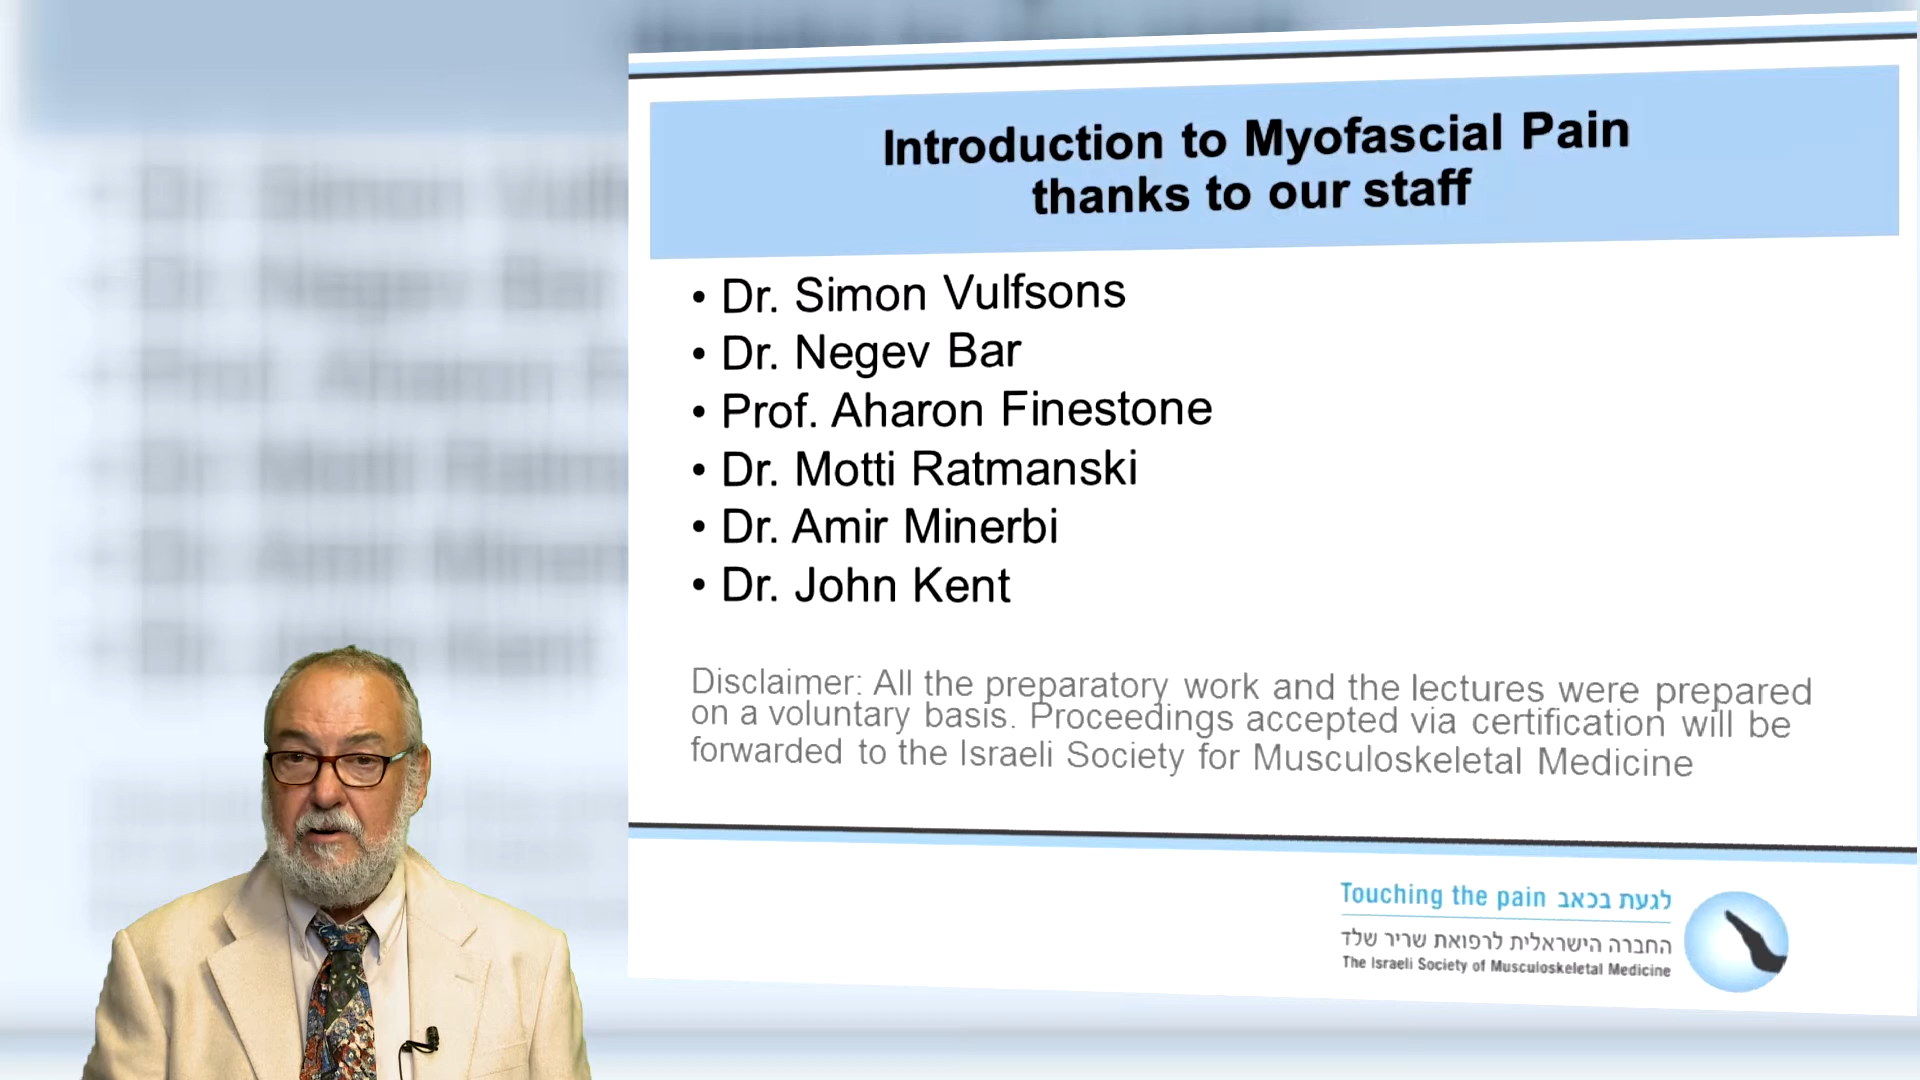 Introduction to Myofascial Pain
thanks to our staff
• Dr. Simon Vulfsons
• Dr. Negev Bar
• Prof. Aharon Finestone
• Dr. Motti Ratmanski
• Dr. Amir Minerbi
• Dr. John Kent
Disclaimer: All the preparatory work and the lectures were prepared
on a voluntary basis. Proceedings accepted via certification will be
forwarded to the Israeli Society for Musculoskeletal Medicine
Touching the pain לגעת בכאב
החברה הישראלית לרפואת שריר שלד
The Israeli Society of Musculoskeletal Medicine